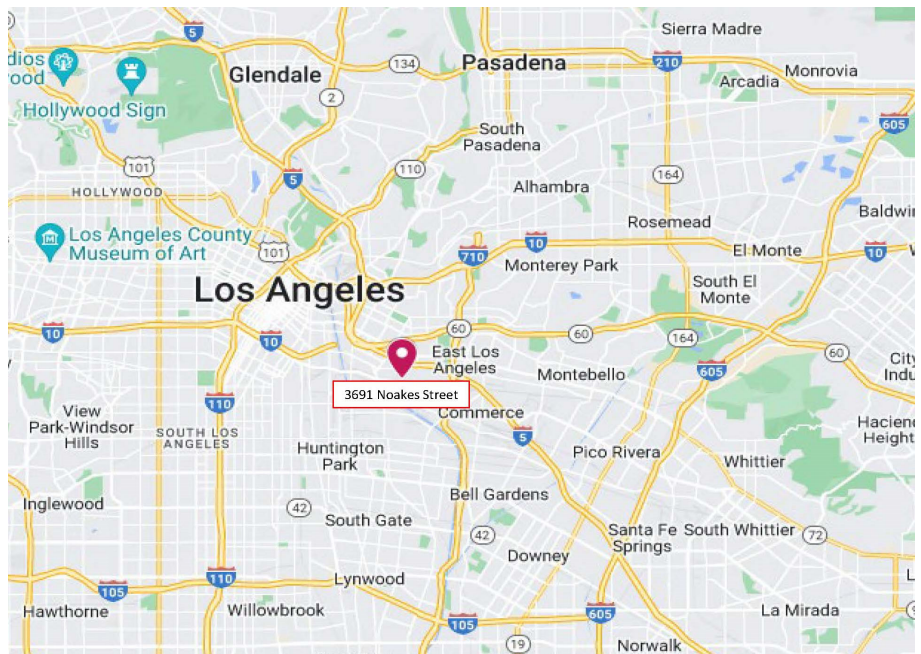 Sierra Madre
5
dios
ood
Glendale
134
Pasadena
210
Monrovia
Arcadia
Hollywood Sign
2
605
South
Pasadena
101
110
164
5
HOLLYWOOD
Alhambra
Rosemead
Baldwin
Los Angeles County
Museum of Art
101
710
10
El Monte
10
Monterey Park
South El
Monte
Los Angeles
10
10
60
60
164
60
East Los
Angeles
Montebello
605
City
Indu
3691 Noakes Street
110
View
Park-Windsor
Hills
SOUTH LOS
ANGELES
Commerce
5
Haciend
Height
Huntington
Park
Pico Rivera
Whittier
Inglewood
42
South Gate
Bell Gardens
42
Downey
Santa Fe
Springs
South Whittier
72
105
110
Lynwood
L
Hawthorne
Willowbrook
105
605
La Mirada
19
Norwalk